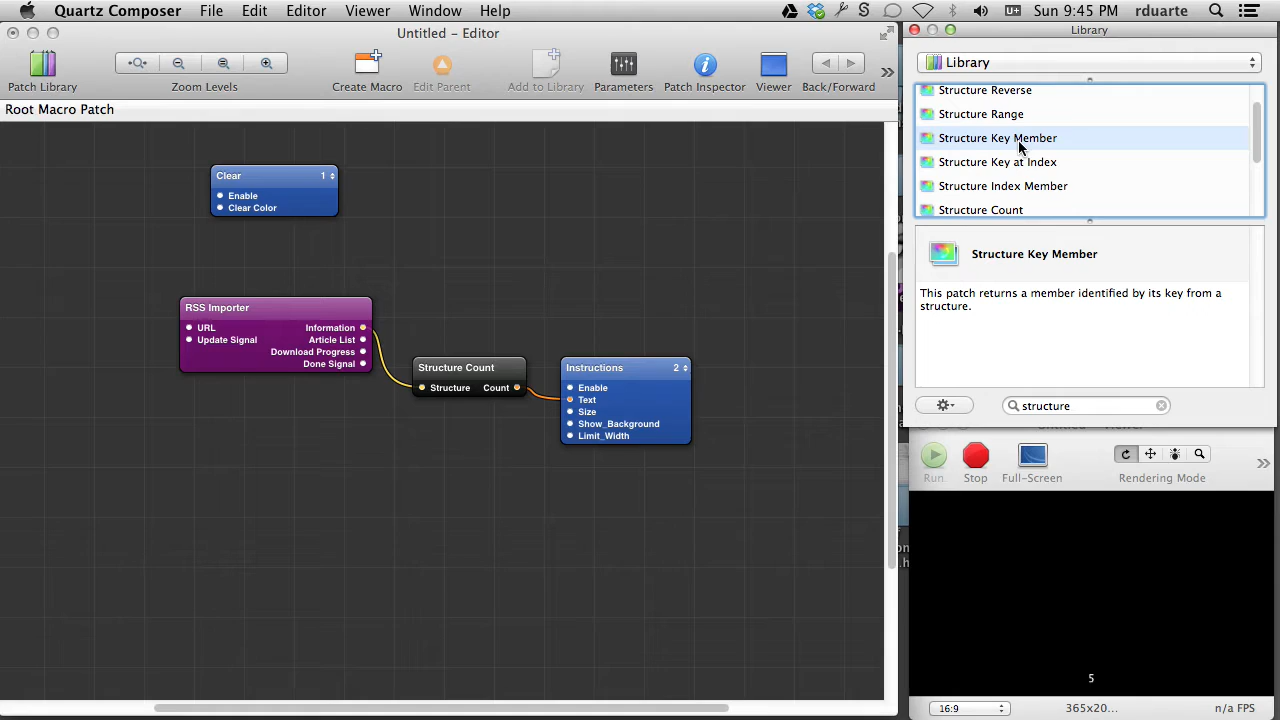 Quartz Composer File Edit Editor Viewer Window Help Sun 9:45 PM rduarte
Untitled – Editor
Patch Library
Zoom Levels
Create Macro
Edit Parent
Add to Library
Parameters
Patch Inspector
Viewer
Back/Forward
Root Macro Patch
Clear 1
Enable
Clear Color
RSS Importer
URL Information
Update Signal Article List
Download Progress
Done Signal
Structure Count
Structure Count
Instructions 2
Enable
Text
Size
Show_Background
Limit_Width
Library
Library
Structure Reverse
Structure Range
Structure Key Member
Structure Key at Index
Structure Index Member
Structure Count
Structure Key Member
This patch returns a member identified by its key from a
structure.
structure
Run
Stop
Full-Screen
Rendering Mode
5
16:9 365x20... n/a FPS